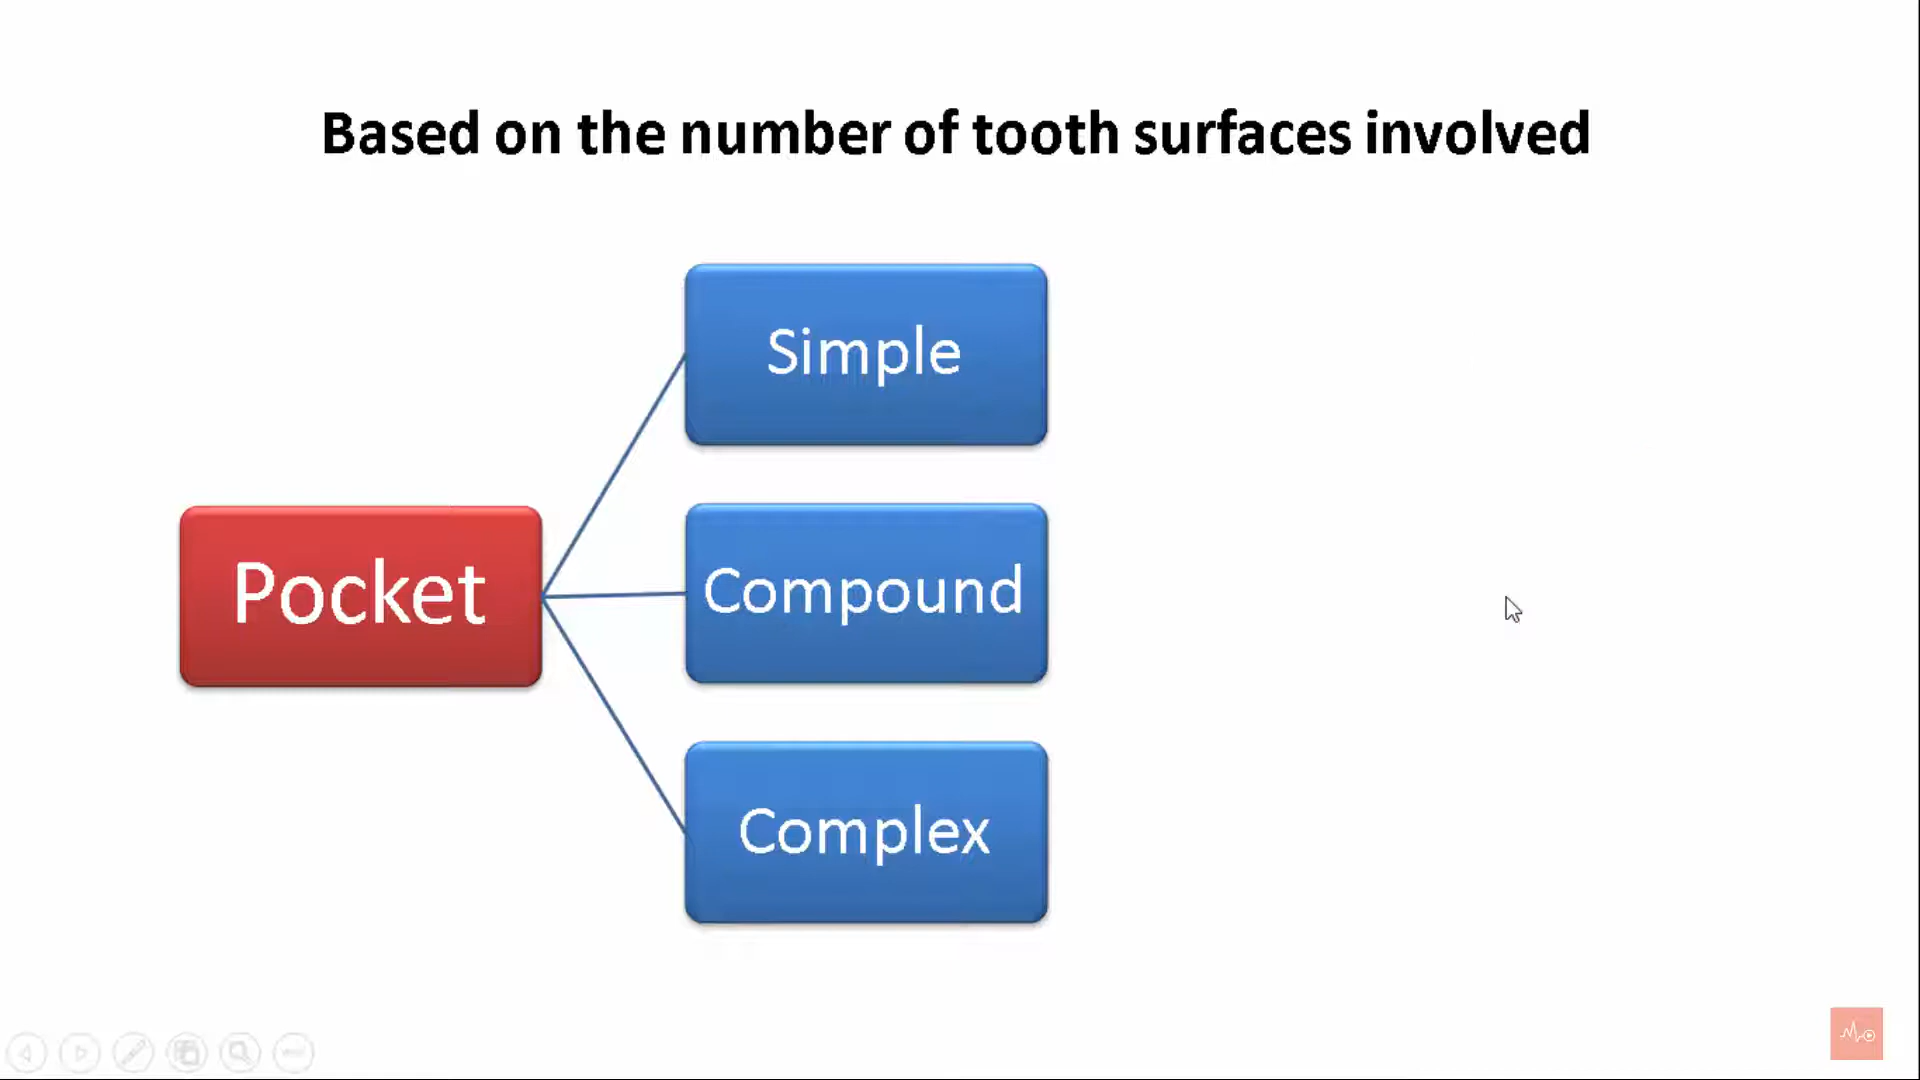 Based on the number of tooth surfaces involved
Simple
Pocket
Compound
Complex